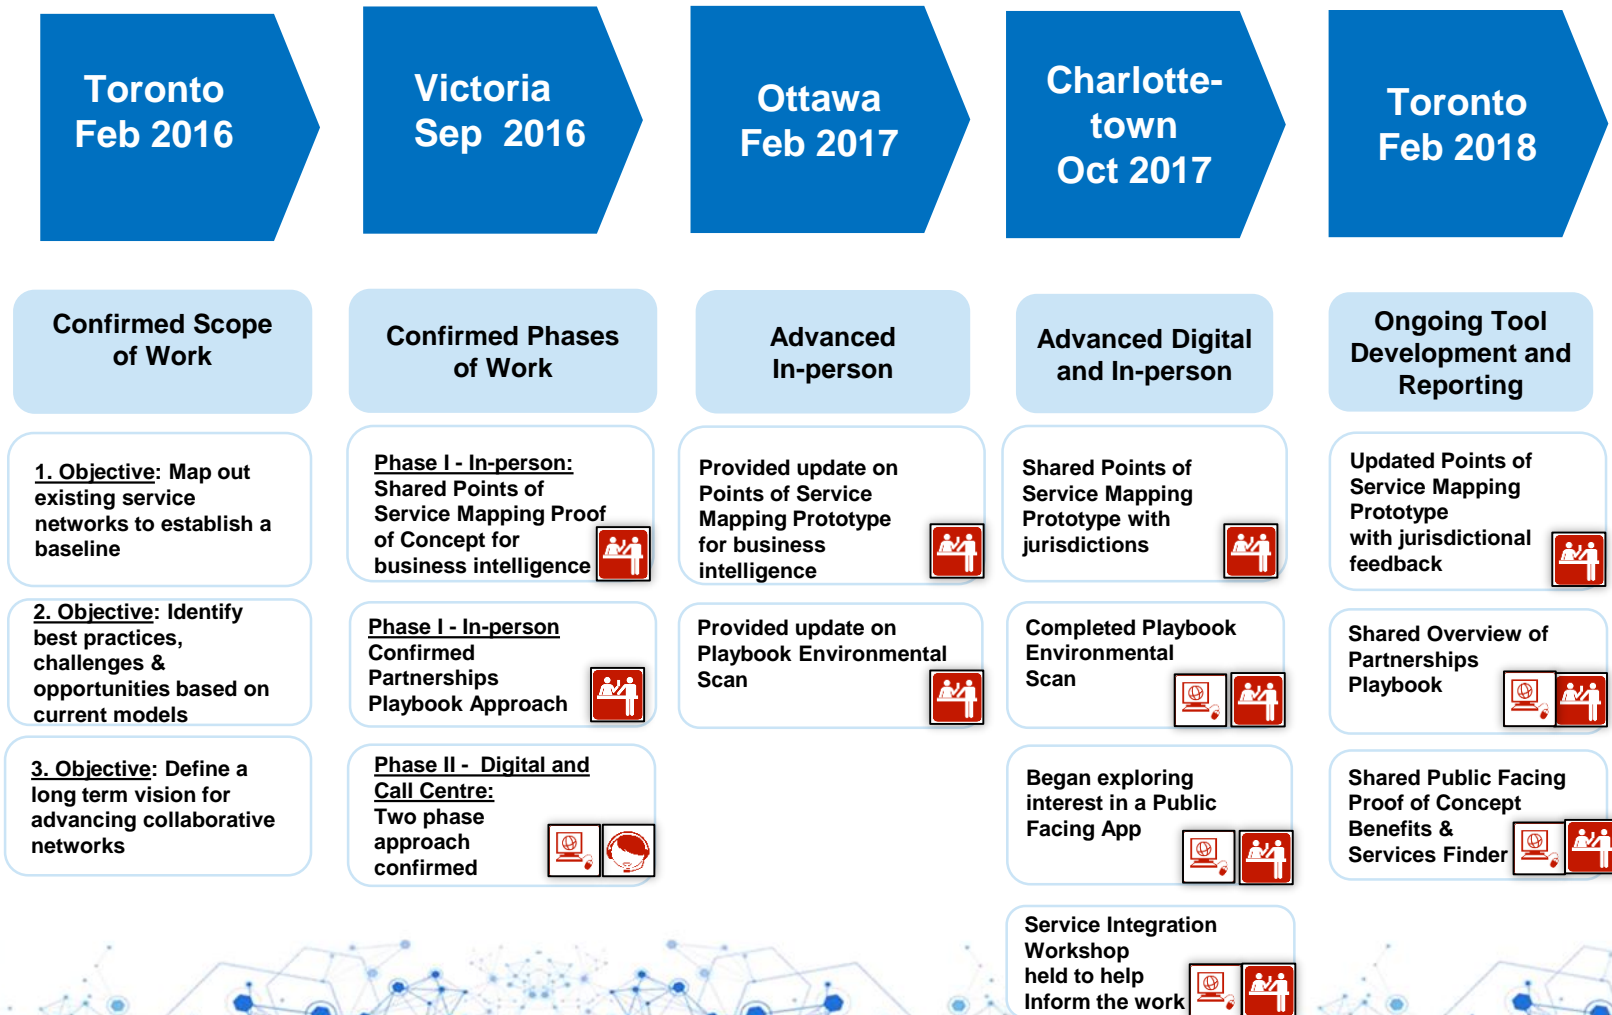 Toronto
Feb 2016
Victoria
Sep 2016
Ottawa
Feb 2017
Charlotte-
town
Oct 2017
Toronto
Feb 2018
Confirmed Scope
of Work
Confirmed Phases
of Work
Advanced
In-person
Advanced Digital
and In-person
Ongoing Tool
Development and
Reporting
1. Objective: Map out
existing service
networks to establish a
baseline
2. Objective: Identify
best practices,
challenges &
opportunities based on
current models
3. Objective: Define a
long term vision for
advancing collaborative
networks
Phase I - In-person:
Shared Points of
Service Mapping Proof
of Concept for
business intelligence
Phase I - In-person
Confirmed
Partnerships
Playbook Approach
Phase II - Digital and
Call Centre:
Two phase
approach
confirmed
Provided update on
Points of Service
Mapping Prototype
for business
intelligence
Provided update on
Playbook Environmental
Scan
Shared Points of
Service Mapping
Prototype with
jurisdictions
Completed Playbook
Environmental
Scan
Began exploring
interest in a Public
Facing App
Service Integration
Workshop
held to help
Inform the work
Updated Points of
Service Mapping
Prototype
with jurisdictional
feedback
Shared Overview of
Partnerships
Playbook
Shared Public Facing
Proof of Concept
Benefits &
Services Finder